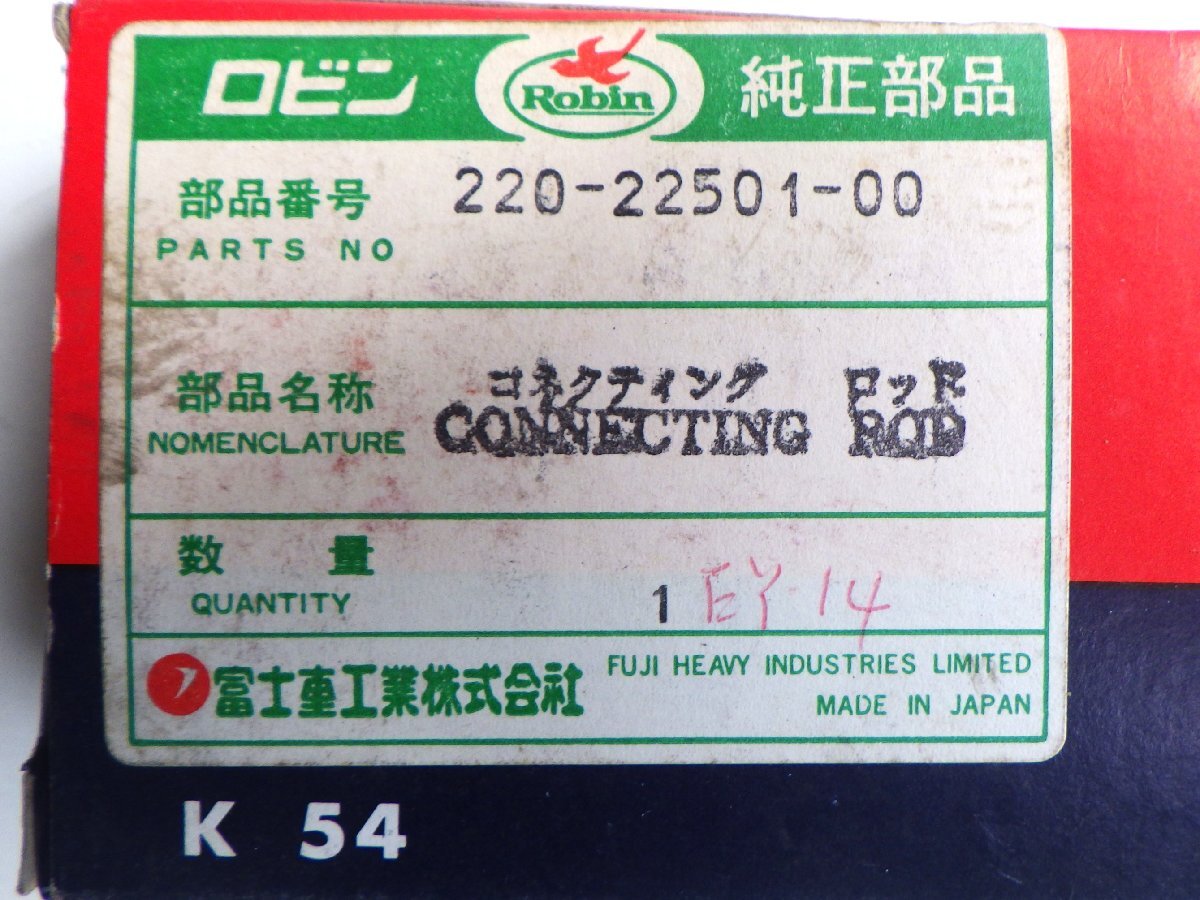 ロビン Robin 純正部品
部品番号 220-22501-00
PARTS NO
コネクティング ロッド
部品名称 CONNECTING ROD
NOMENCLATURE
数量
QUANTITY 1 EY-14
富士重工業株式会社 FUJI HEAVY INDUSTRIES LIMITED
MADE IN JAPAN
K 54